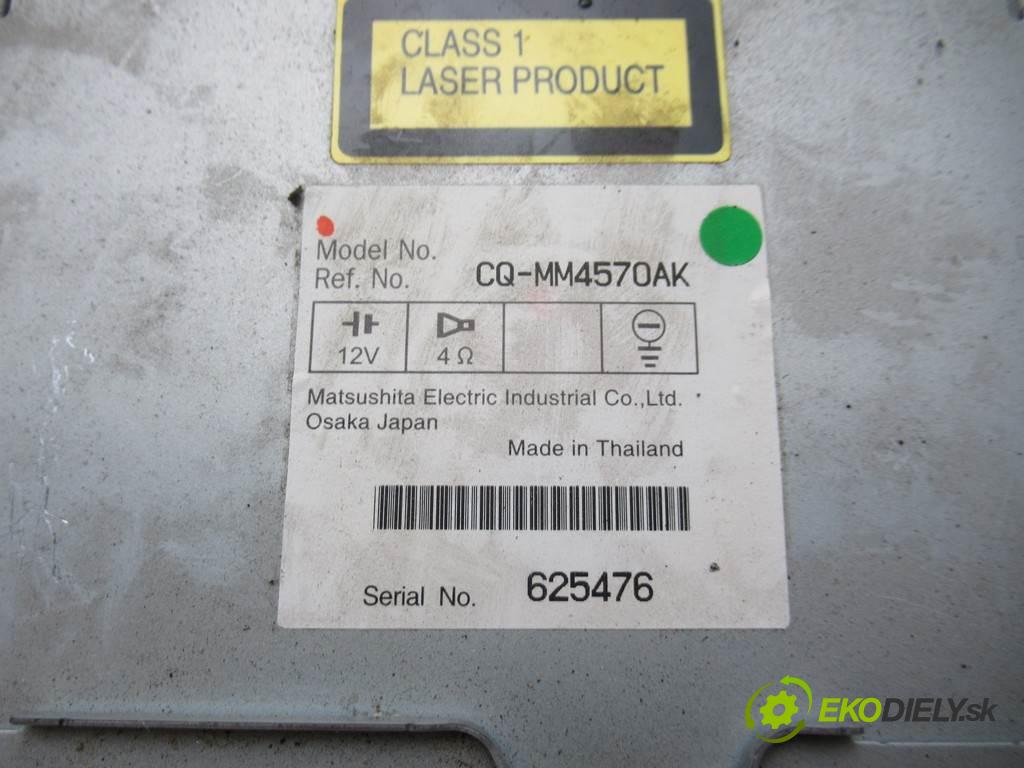 CLASS 1
LASER PRODUCT
Model No.
Ref. No. CQ-MM4570AK
12V 4 Ω
Matsushita Electric Industrial Co.,Ltd.
Osaka Japan
Made in Thailand
Serial No. 625476
EKODIELY.sk